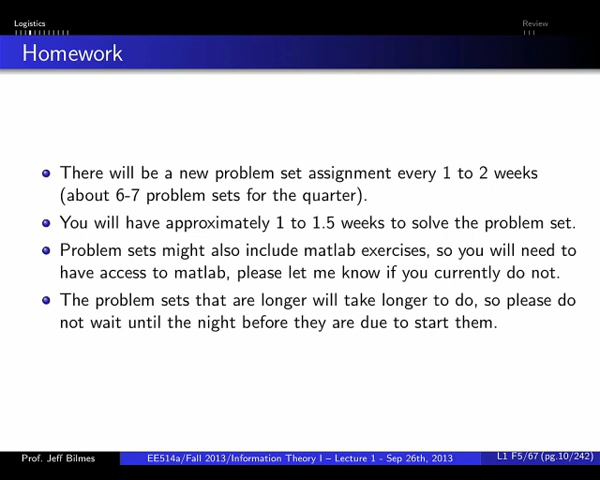 Logistics Review
Homework
There will be a new problem set assignment every 1 to 2 weeks
(about 6-7 problem sets for the quarter).
You will have approximately 1 to 1.5 weeks to solve the problem set.
Problem sets might also include matlab exercises, so you will need to
have access to matlab, please let me know if you currently do not.
The problem sets that are longer will take longer to do, so please do
not wait until the night before they are due to start them.
Prof. Jeff Bilmes EE514a/Fall 2013/Information Theory I – Lecture 1 - Sep 26th, 2013 L1 F5/67 (pg.10/242)